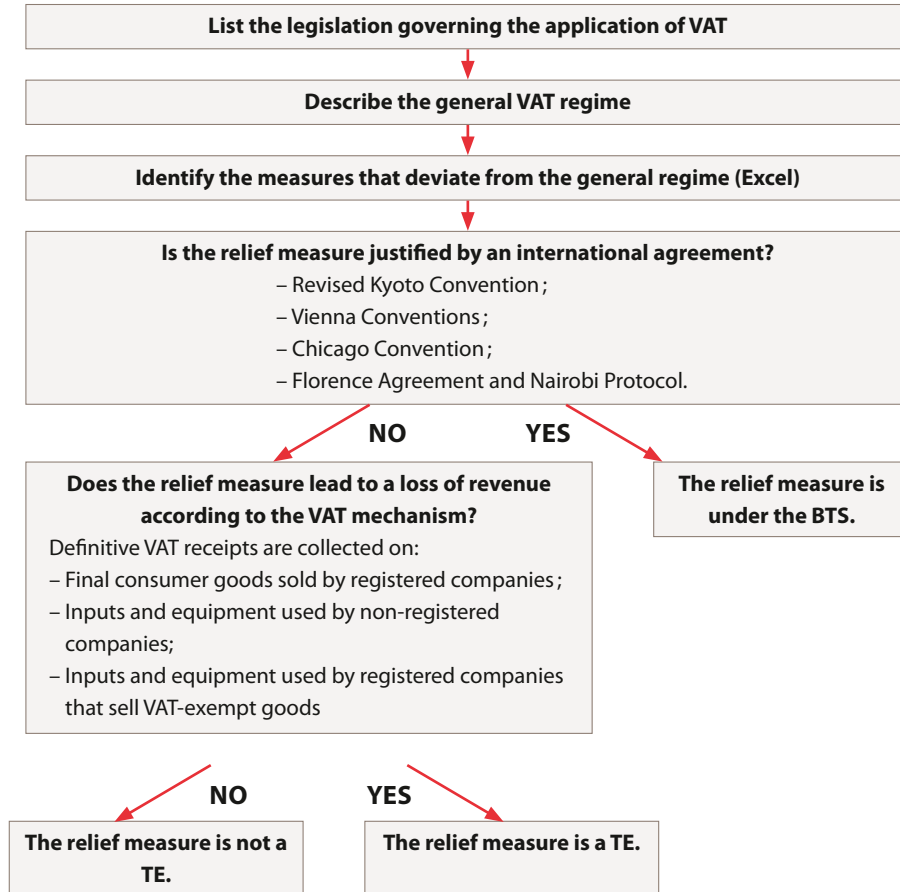 List the legislation governing the application of VAT
Describe the general VAT regime
Identify the measures that deviate from the general regime (Excel)
Is the relief measure justified by an international agreement?
– Revised Kyoto Convention ;
– Vienna Conventions ;
– Chicago Convention ;
– Florence Agreement and Nairobi Protocol.
NO YES
Does the relief measure lead to a loss of revenue
according to the VAT mechanism?
Definitive VAT receipts are collected on:
– Final consumer goods sold by registered companies ;
– Inputs and equipment used by non-registered
companies;
– Inputs and equipment used by registered companies
that sell VAT-exempt goods
The relief measure is
under the BTS.
NO YES
The relief measure is not a
TE.
The relief measure is a TE.